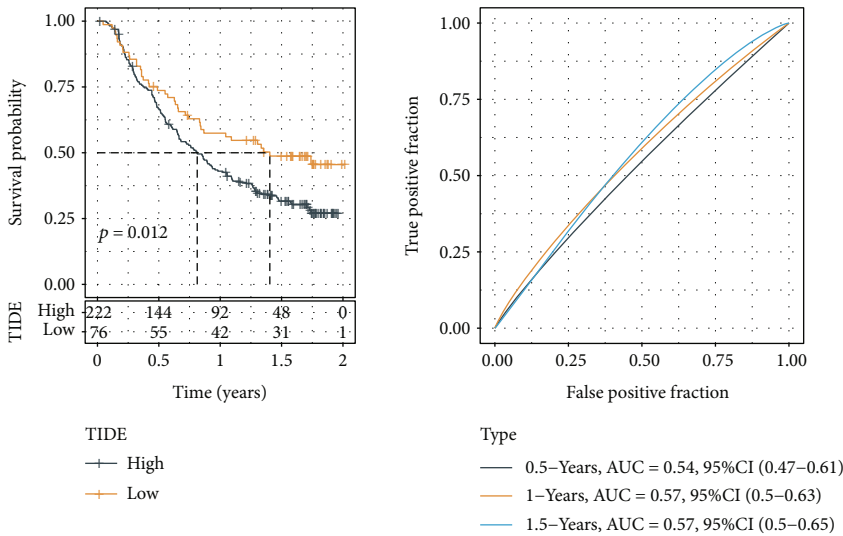 Survival probability
1.00
0.75
0.50
0.25
0.00
p = 0.012
TIDE
High 222 144 92 48 0
Low 76 55 42 31 1
0 0.5 1 1.5 2
Time (years)
TIDE
High
Low
True positive fraction
1.00
0.75
0.50
0.25
0.00
0.00 0.25 0.50 0.75 1.00
False positive fraction
Type
0.5−Years, AUC = 0.54, 95%CI (0.47−0.61)
1−Years, AUC = 0.57, 95%CI (0.5−0.63)
1.5−Years, AUC = 0.57, 95%CI (0.5−0.65)